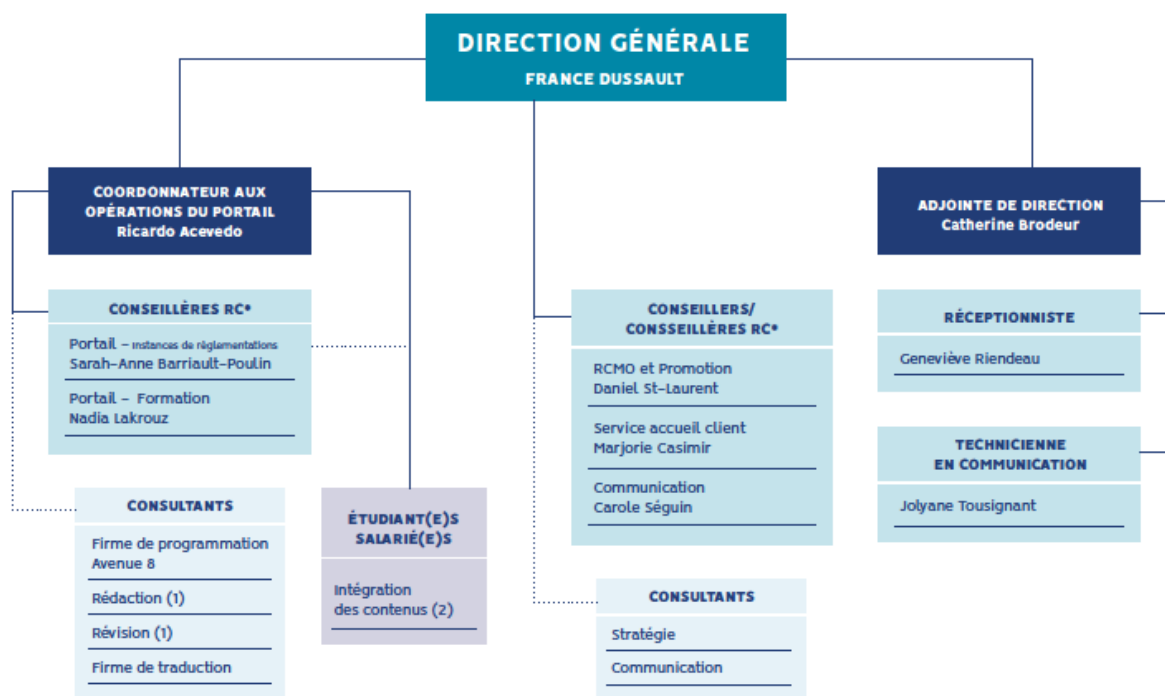 DIRECTION GÉNÉRALE
FRANCE DUSSAULT
COORDONNATEUR AUX
OPÉRATIONS DU PORTAIL
Ricardo Acevedo
CONSEILLÈRES RC*
Portail – instances de règlementations
Sarah-Anne Barriault-Poulin
Portail – Formation
Nadia Lakrouz
CONSULTANTS
Firme de programmation
Avenue 8
Rédaction (1)
Révision (1)
Firme de traduction
ÉTUDIANT(E)S
SALARIÉ(E)S
Intégration
des contenus (2)
CONSEILLERS/
CONSSEILLÈRES RC*
RCMO et Promotion
Daniel St-Laurent
Service accueil client
Marjorie Casimir
Communication
Carole Séguin
CONSULTANTS
Stratégie
Communication
ADJOINTE DE DIRECTION
Catherine Brodeur
RÉCEPTIONNISTE
Geneviève Riendeau
TECHNICIENNE
EN COMMUNICATION
Jolyane Tousignant